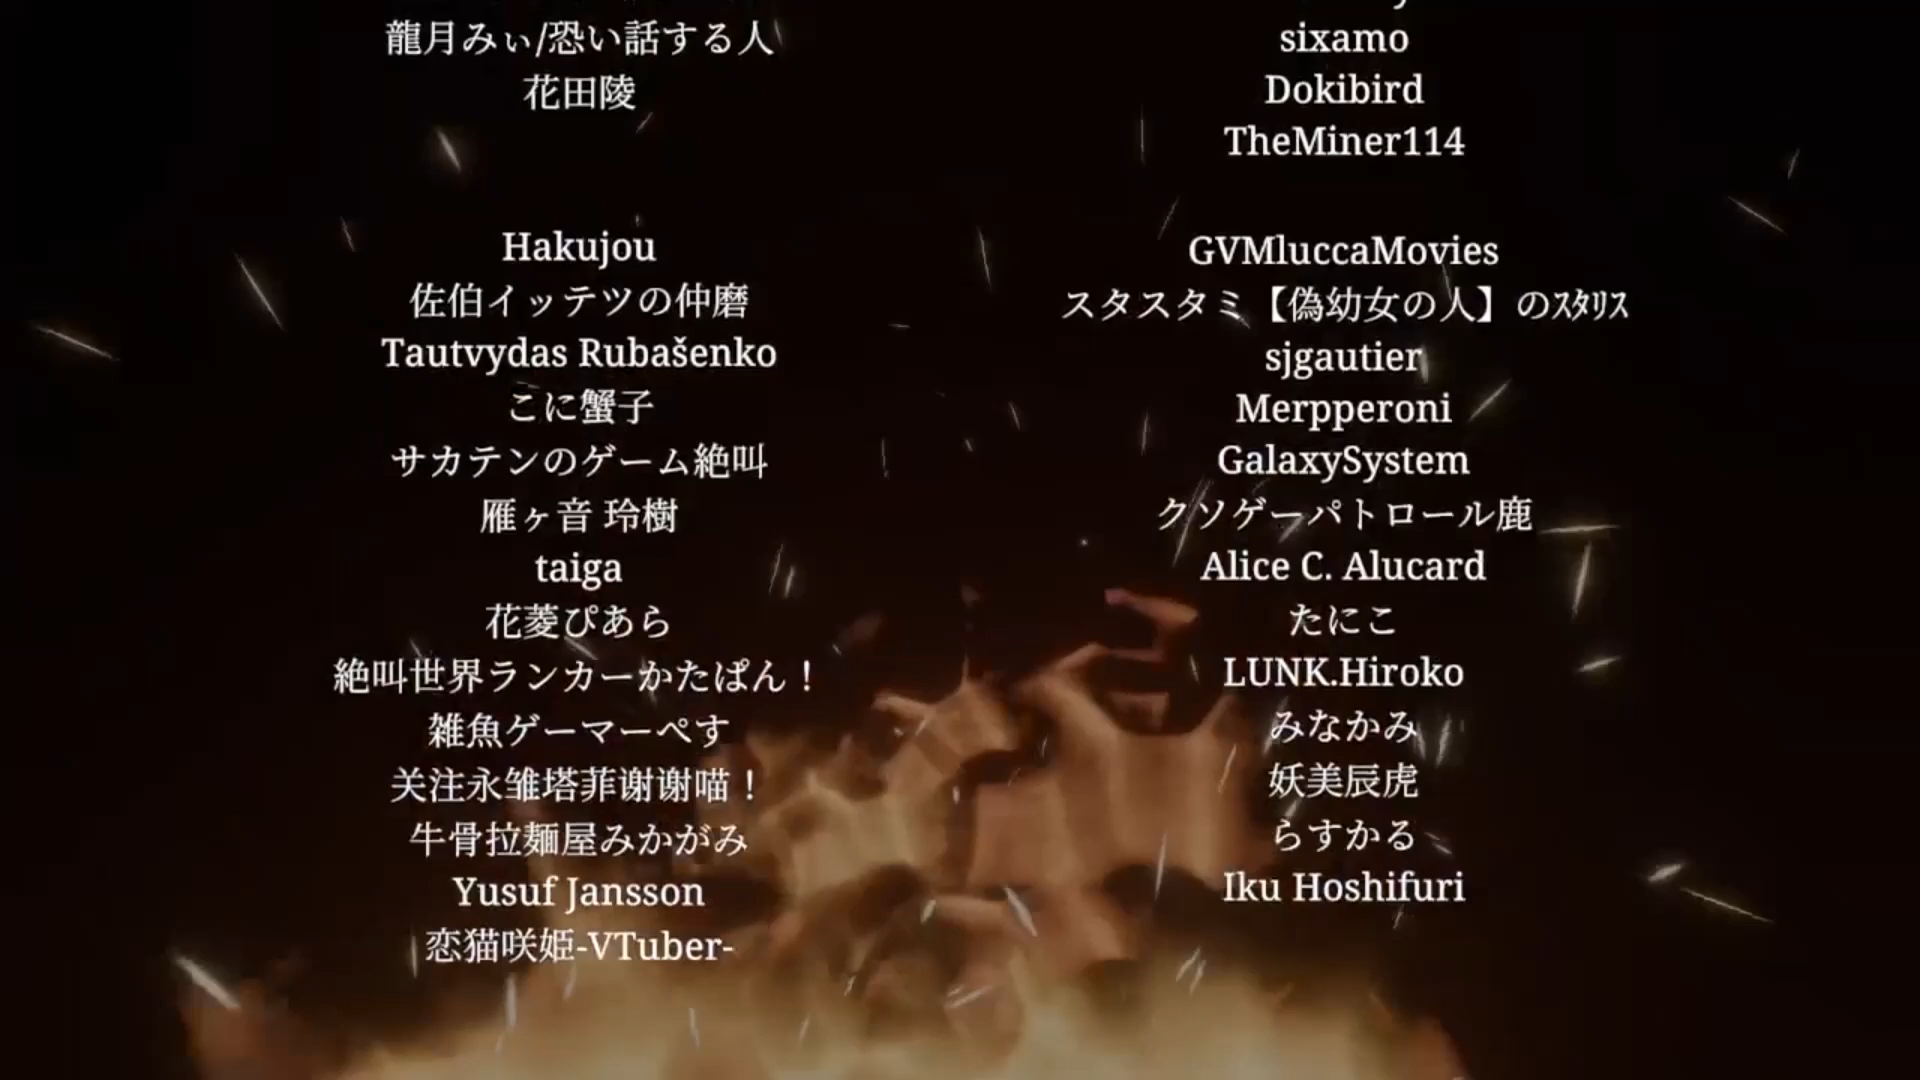 龍月みぃ/恐い話する人
花田陵
Hakujou
佐伯イッテツの仲磨
Tautvydas Rubašenko
こに蟹子
サカテンのゲーム絶叫
雁ヶ音 玲樹
taiga
花菱ぴあら
絶叫世界ランカーかたぱん！
雑魚ゲーマーぺす
关注永雏塔菲谢谢喵！
牛骨拉麺屋みかがみ
Yusuf Jansson
恋猫咲姫-VTuber-
sixamo
Dokibird
TheMiner114
GVMluccaMovies
スタスタミ【偽幼女の人】のｽﾀﾘｽ
sjgautier
Merpperoni
GalaxySystem
クソゲーパトロール鹿
Alice C. Alucard
たにこ
LUNK.Hiroko
みなかみ
妖美辰虎
らすかる
Iku Hoshifuri